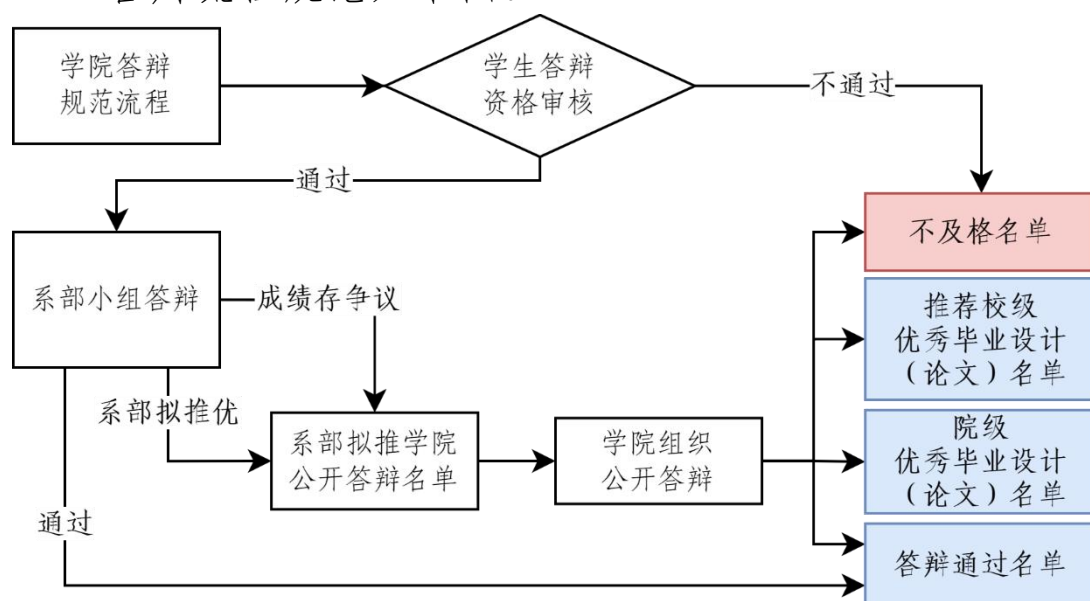 学院答辩
规范流程
学生答辩
资格审核
不通过
通过
不及格名单
系部小组答辩
成绩存争议
推荐校级
优秀毕业设计
（论文）名单
系部拟推优
系部拟推学院
公开答辩名单
学院组织
公开答辩
院级
优秀毕业设计
（论文）名单
通过
答辩通过名单